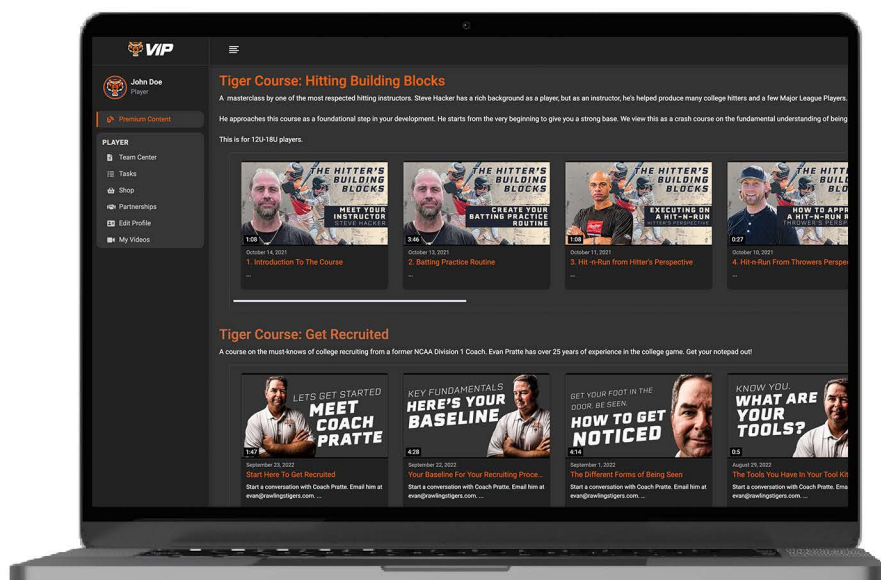 VIP
John Doe
Player
Premium Content
PLAYER
Team Center
Tasks
Shop
Partnerships
Edit Profile
My Videos
Tiger Course: Hitting Building Blocks
A masterclass by one of the most respected hitting instructors. Steve Hacker has a rich background as a player, but as an instructor, he's helped produce many college hitters and a few Major League Players.
He approaches this course as a foundational step in your development. He starts from the very beginning to give you a strong base. We view this as a crash course on the fundamental understanding of being
This is for 12U-18U players.
THE HITTER'S
BUILDING
BLOCKS
MEET YOUR
INSTRUCTOR
STEVE HACKER
1:08
October 14, 2021
1. Introduction To The Course
...
THE HITTER'S
BUILDING
BLOCKS
CREATE YOUR
BATTING PRACTICE
ROUTINE
3:46
October 13, 2021
2. Batting Practice Routine
...
THE HITTER'S
BUILDING
BLOCKS
EXECUTING ON
A HIT-N-RUN
HITTER'S PERSPECTIVE
1:08
October 11, 2021
3. Hit -n-Run from Hitter's Perspective
...
THE HITT
BUILD
BLO
HOW TO APPR
A HIT-N-RUN F
THROWER'S PERSP
0:27
October 10, 2021
4. Hit-n-Run From Throwers Perspe
...
Tiger Course: Get Recruited
A course on the must-knows of college recruiting from a former NCAA Division 1 Coach. Evan Pratte has over 25 years of experience in the college game. Get your notepad out!
LETS GET STARTED
MEET
COACH
PRATTE
1:47
September 23, 2022
Start Here To Get Recruited
Start a conversation with Coach Pratte. Email him at
evan@rawlingstigers.com. ...
KEY FUNDAMENTALS
HERE'S YOUR
BASELINE
4:28
September 22, 2022
Your Baseline For Your Recruiting Proce...
Start a conversation with Coach Pratte. Email him at
evan@rawlingstigers.com. ...
GET YOUR FOOT IN THE
DOOR. BE SEEN.
HOW TO GET
NOTICED
4:14
September 1, 2022
The Different Forms of Being Seen
Start a conversation with Coach Pratte. Email him at
evan@rawlingstigers.com. ...
KNOW YOU.
WHAT ARE
YOUR
TOOLS?
0:5
August 29, 2022
The Tools You Have In Your Tool Kit
Start a conversation with Coach Pratte. Em
evan@rawlingstigers.com. ...